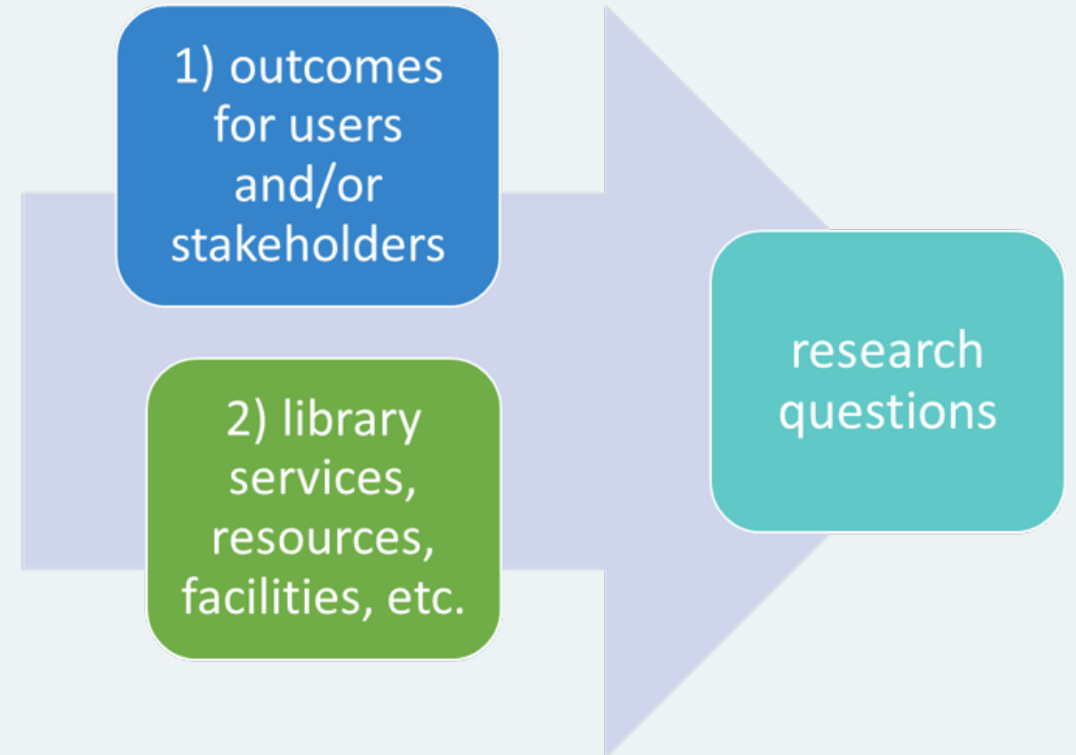 1) outcomes
for users
and/or
stakeholders
2) library
services,
resources,
facilities, etc.
research
questions